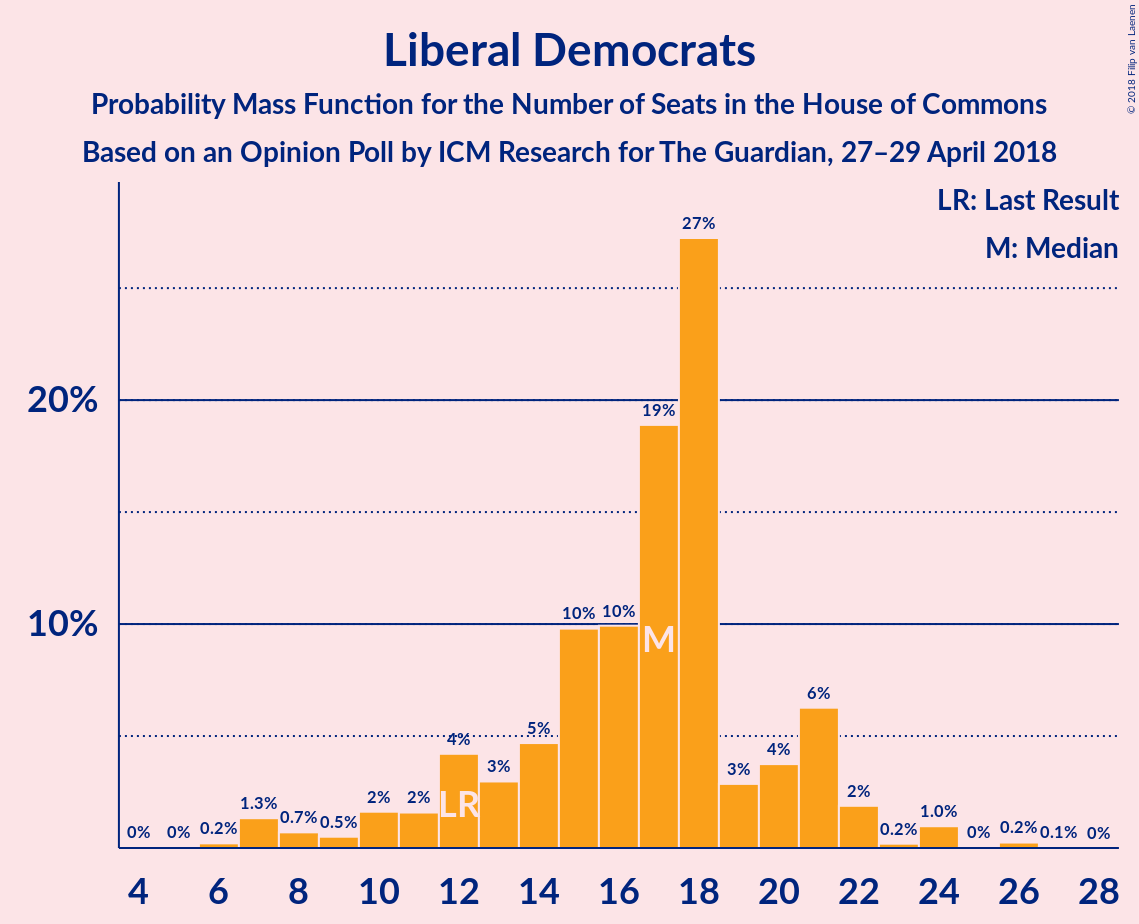 © 2018 Filip van Laenen
Liberal Democrats
Probability Mass Function for the Number of Seats in the House of Commons
Based on an Opinion Poll by ICM Research for The Guardian, 27–29 April 2018
LR: Last Result
M: Median
27%
20%
19%
10%
10% 10%
M
6%
5%
4% 4%
3% 3%
LR
1.3% 2% 2% 2%
0% 0% 0.2% 0.7% 0.5% 0.2% 1.0% 0% 0.2% 0.1% 0%
4 6 8 10 12 14 16 18 20 22 24 26 28